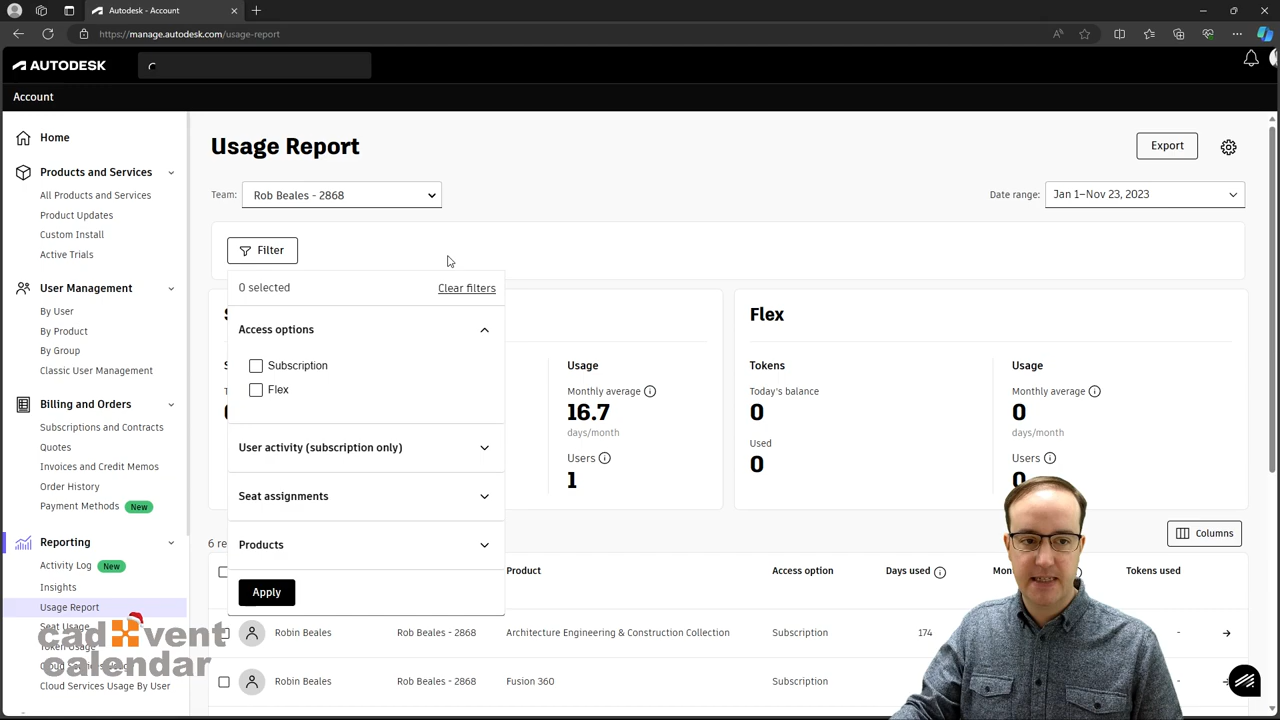 Autodesk - Account
https://manage.autodesk.com/usage-report
AUTODESK
Account
Home
Products and Services
All Products and Services
Product Updates
Custom Install
Active Trials
User Management
By User
By Product
By Group
Classic User Management
Billing and Orders
Subscriptions and Contracts
Quotes
Invoices and Credit Memos
Order History
Payment Methods New
Reporting
Activity Log New
Insights
Usage Report
Seat Usage
Token Usage
Cloud Services Usage By User
cadvent
calendar
Usage Report
Export
Team: Rob Beales - 2868
Date range: Jan 1–Nov 23, 2023
Filter
0 selected Clear filters
Access options
Subscription
Flex
User activity (subscription only)
Seat assignments
Products
Apply
Usage
Monthly average
16.7
days/month
Users
1
Flex
Tokens
Today's balance
0
Used
0
Usage
Monthly average
0
days/month
Users
0
Columns
Product Access option Days used Tokens used
Robin Beales Rob Beales - 2868 Architecture Engineering & Construction Collection Subscription 174 -
Robin Beales Rob Beales - 2868 Fusion 360 Subscription -